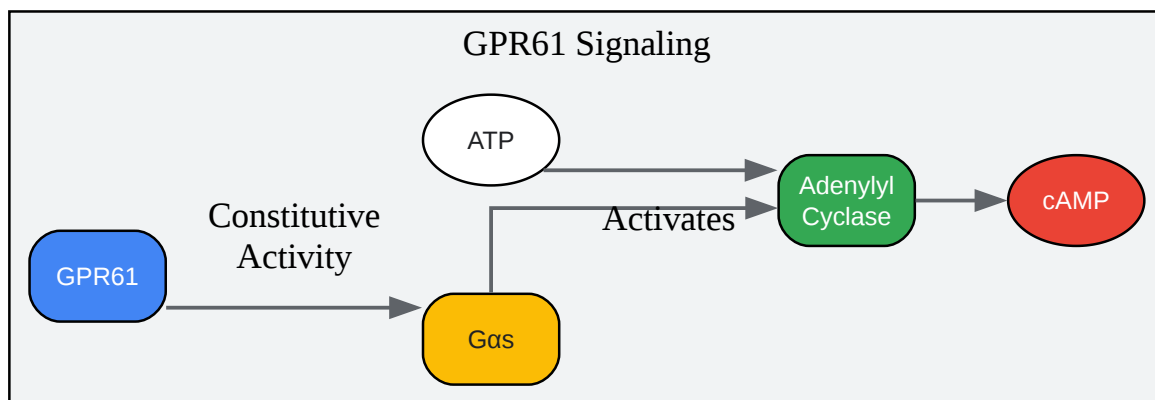 GPR61 Signaling
ATP
Adenylyl
Cyclase
cAMP
Constitutive
Activity
Activates
GPR61
Gαs